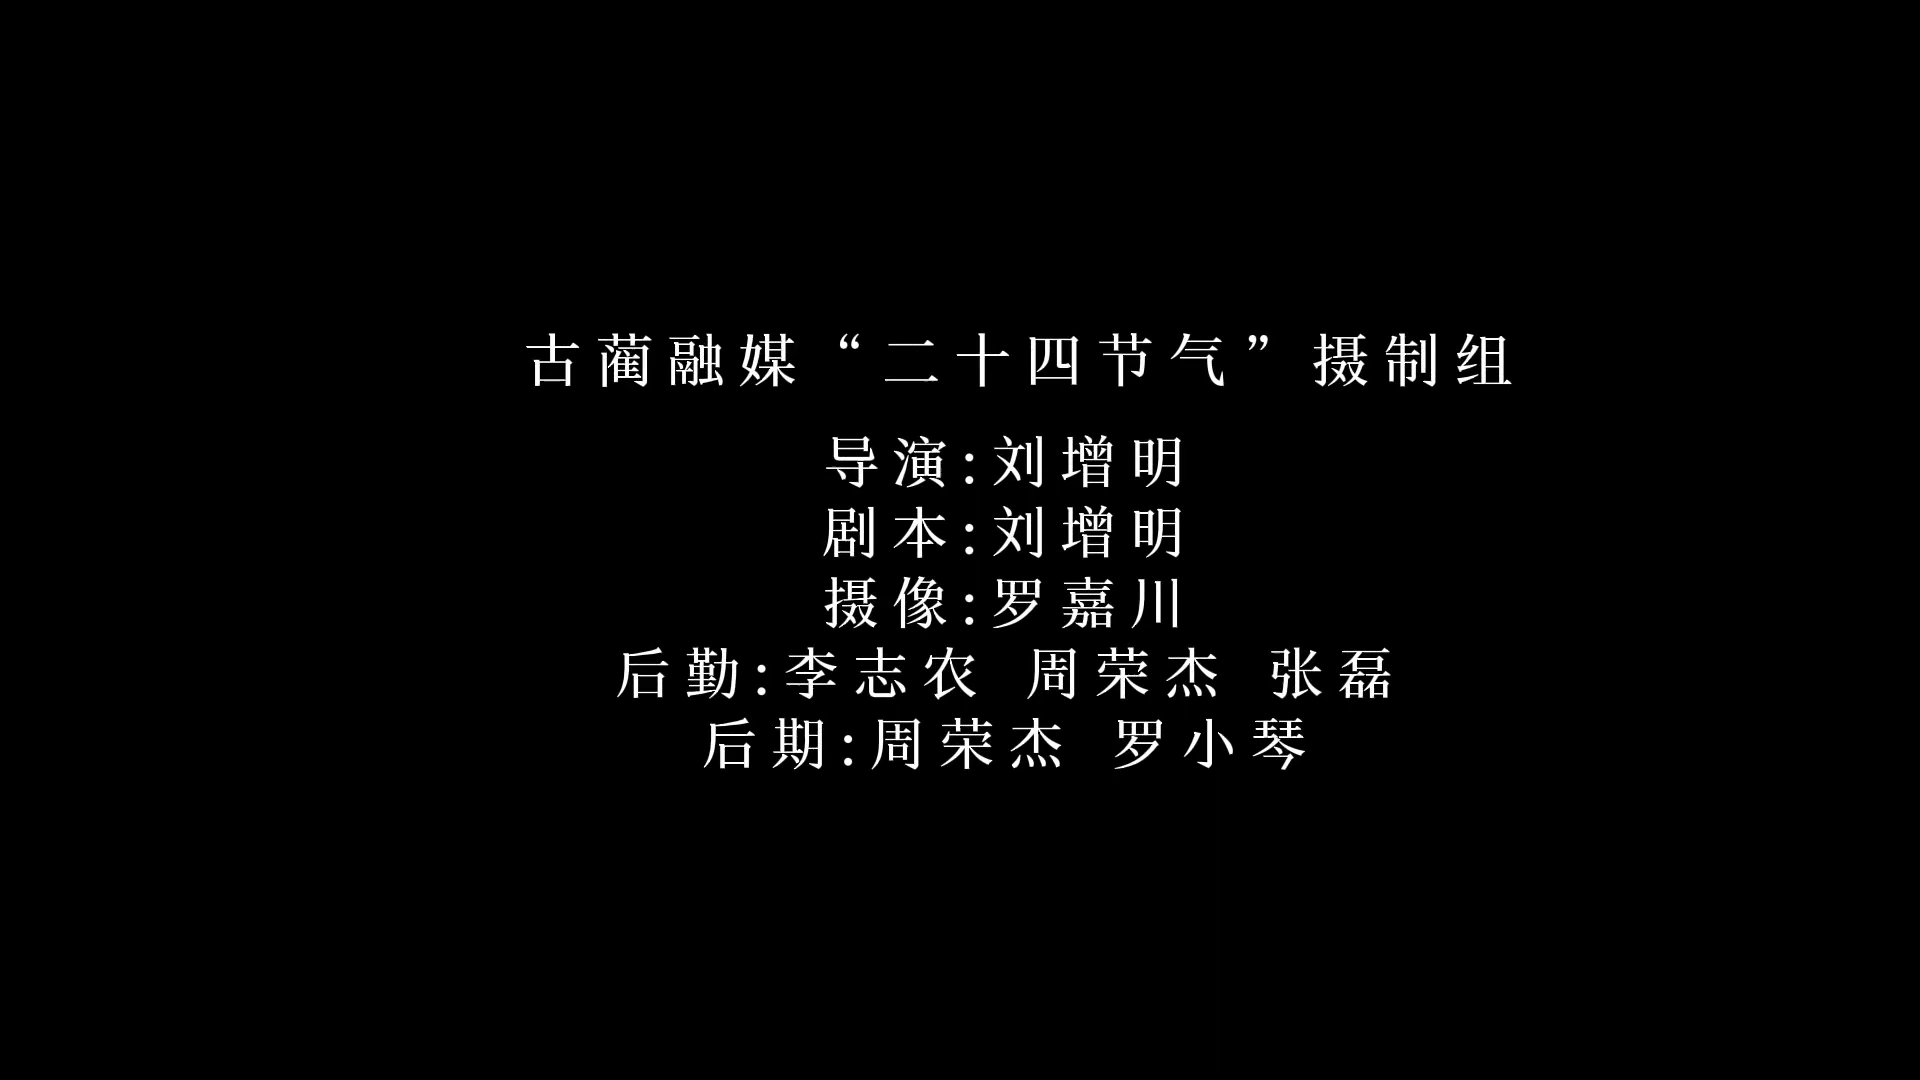 古蔺融媒“二十四节气”摄制组
导演:刘增明
剧本:刘增明
摄像:罗嘉川
后勤:李志农 周荣杰 张磊
后期:周荣杰 罗小琴